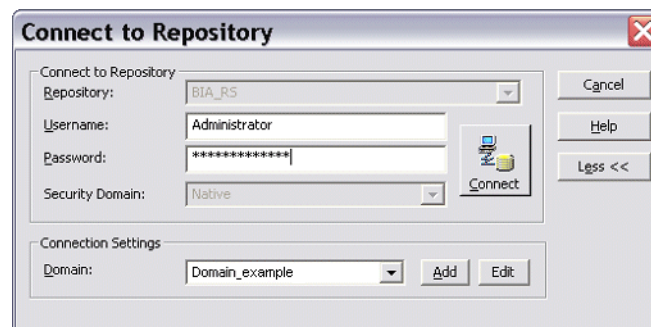 Connect to Repository
Connect to Repository
Repository: BIA_RS
Username: Administrator
Password: *************
Security Domain: Native
Connect
Cancel
Help
Less <<
Connection Settings
Domain: Domain_example Add Edit